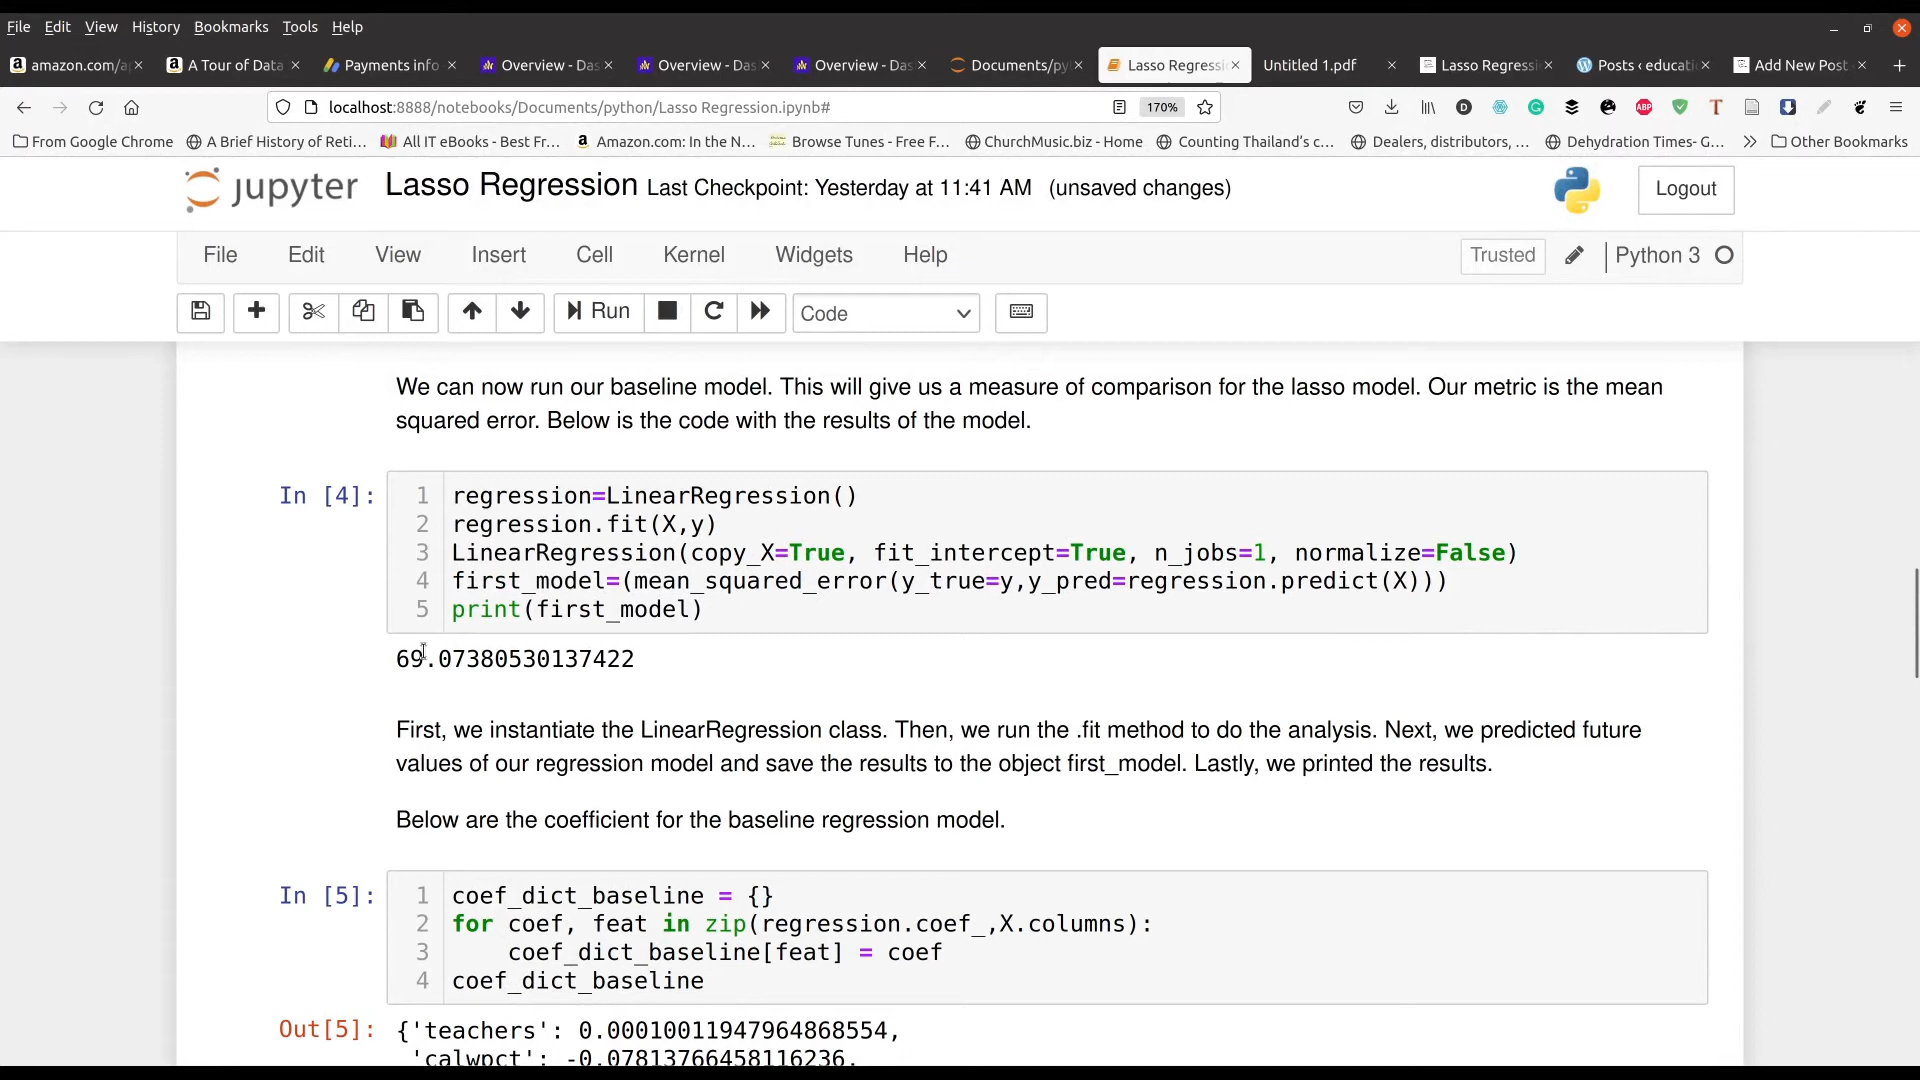 File Edit View History Bookmarks Tools Help
amazon.com/a A Tour of Data Payments info Overview - Das Overview - Das Overview - Das Documents/py Lasso Regressi Untitled 1.pdf Lasso Regressi Posts ‹ educati Add New Post
localhost:8888/notebooks/Documents/python/Lasso Regression.ipynb# 170%
From Google Chrome A Brief History of Reti... All IT eBooks - Best Fr... Amazon.com: In the N... Browse Tunes - Free F... ChurchMusic.biz - Home Counting Thailand's c... Dealers, distributors, ... Dehydration Times- G... Other Bookmarks
jupyter Lasso Regression Last Checkpoint: Yesterday at 11:41 AM (unsaved changes) Logout
File Edit View Insert Cell Kernel Widgets Help Trusted Python 3
Run Code
We can now run our baseline model. This will give us a measure of comparison for the lasso model. Our metric is the mean
squared error. Below is the code with the results of the model.
In [4]: 1 regression=LinearRegression()
2 regression.fit(X,y)
3 LinearRegression(copy_X=True, fit_intercept=True, n_jobs=1, normalize=False)
4 first_model=(mean_squared_error(y_true=y,y_pred=regression.predict(X)))
5 print(first_model)
69.07380530137422
First, we instantiate the LinearRegression class. Then, we run the .fit method to do the analysis. Next, we predicted future
values of our regression model and save the results to the object first_model. Lastly, we printed the results.
Below are the coefficient for the baseline regression model.
In [5]: 1 coef_dict_baseline = {}
2 for coef, feat in zip(regression.coef_,X.columns):
3     coef_dict_baseline[feat] = coef
4 coef_dict_baseline
Out[5]: {'teachers': 0.00010011947964868554,
'calwpct': -0.07813766458116236,